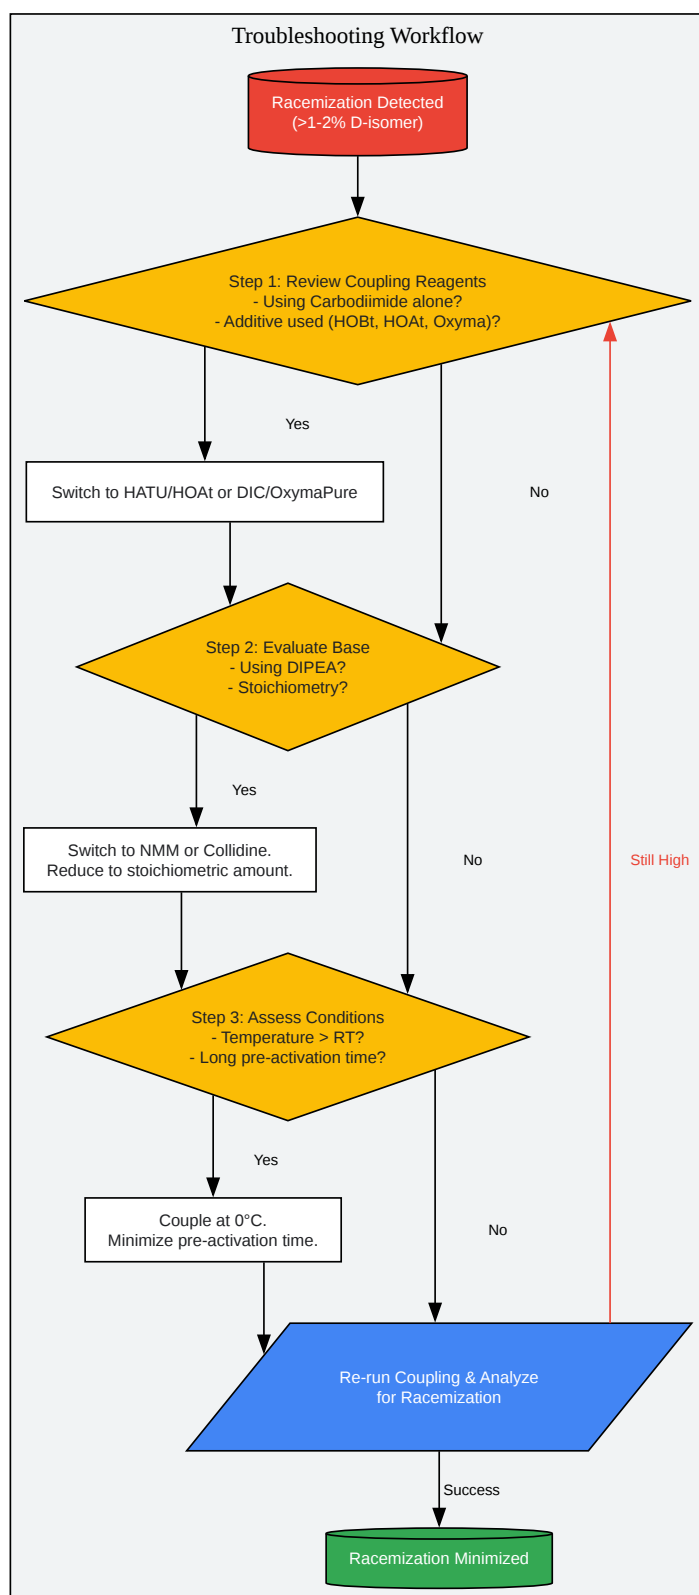 Troubleshooting Workflow
Racemization Detected
(>1-2% D-isomer)
Step 1: Review Coupling Reagents
- Using Carbodiimide alone?
- Additive used (HOBt, HOAt, Oxyma)?
Yes
Switch to HATU/HOAt or DIC/OxymaPure
No
Step 2: Evaluate Base
- Using DIPEA?
- Stoichiometry?
Yes
Switch to NMM or Collidine.
Reduce to stoichiometric amount.
No
Still High
Step 3: Assess Conditions
- Temperature > RT?
- Long pre-activation time?
Yes
Couple at 0°C.
Minimize pre-activation time.
No
Re-run Coupling & Analyze
for Racemization
Success
Racemization Minimized